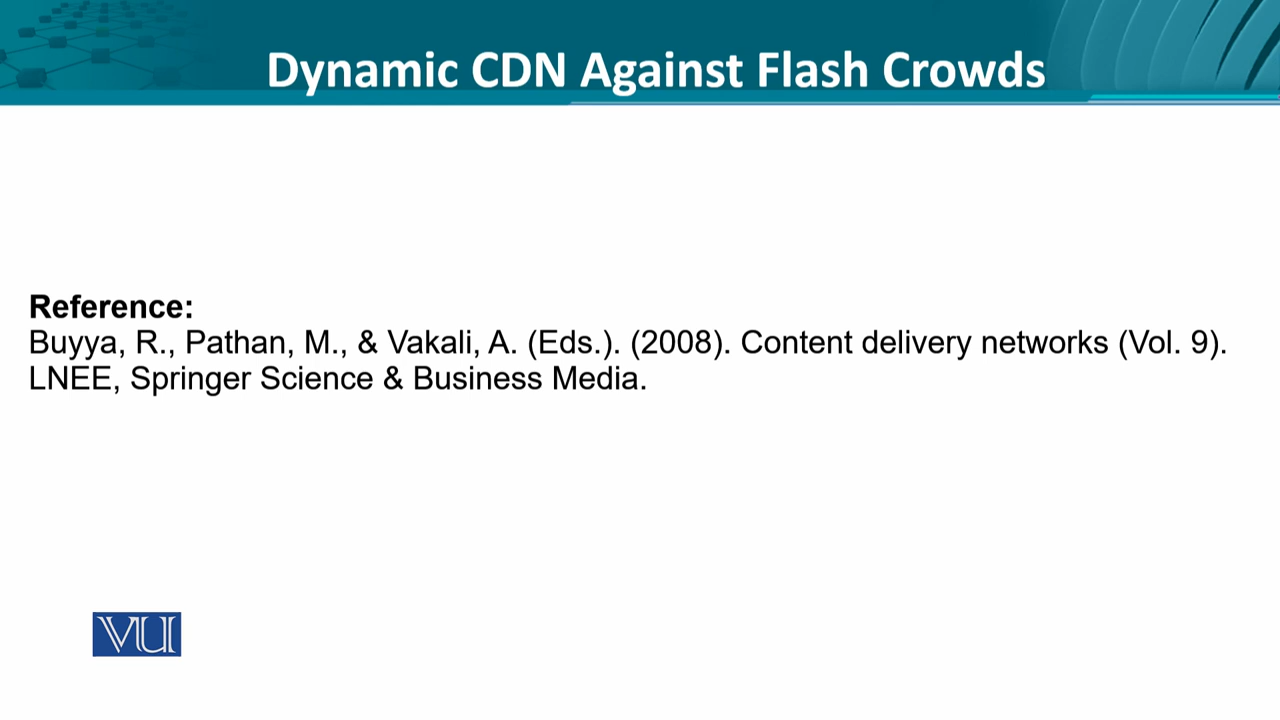 Dynamic CDN Against Flash Crowds
Reference:
Buyya, R., Pathan, M., & Vakali, A. (Eds.). (2008). Content delivery networks (Vol. 9).
LNEE, Springer Science & Business Media.
VU